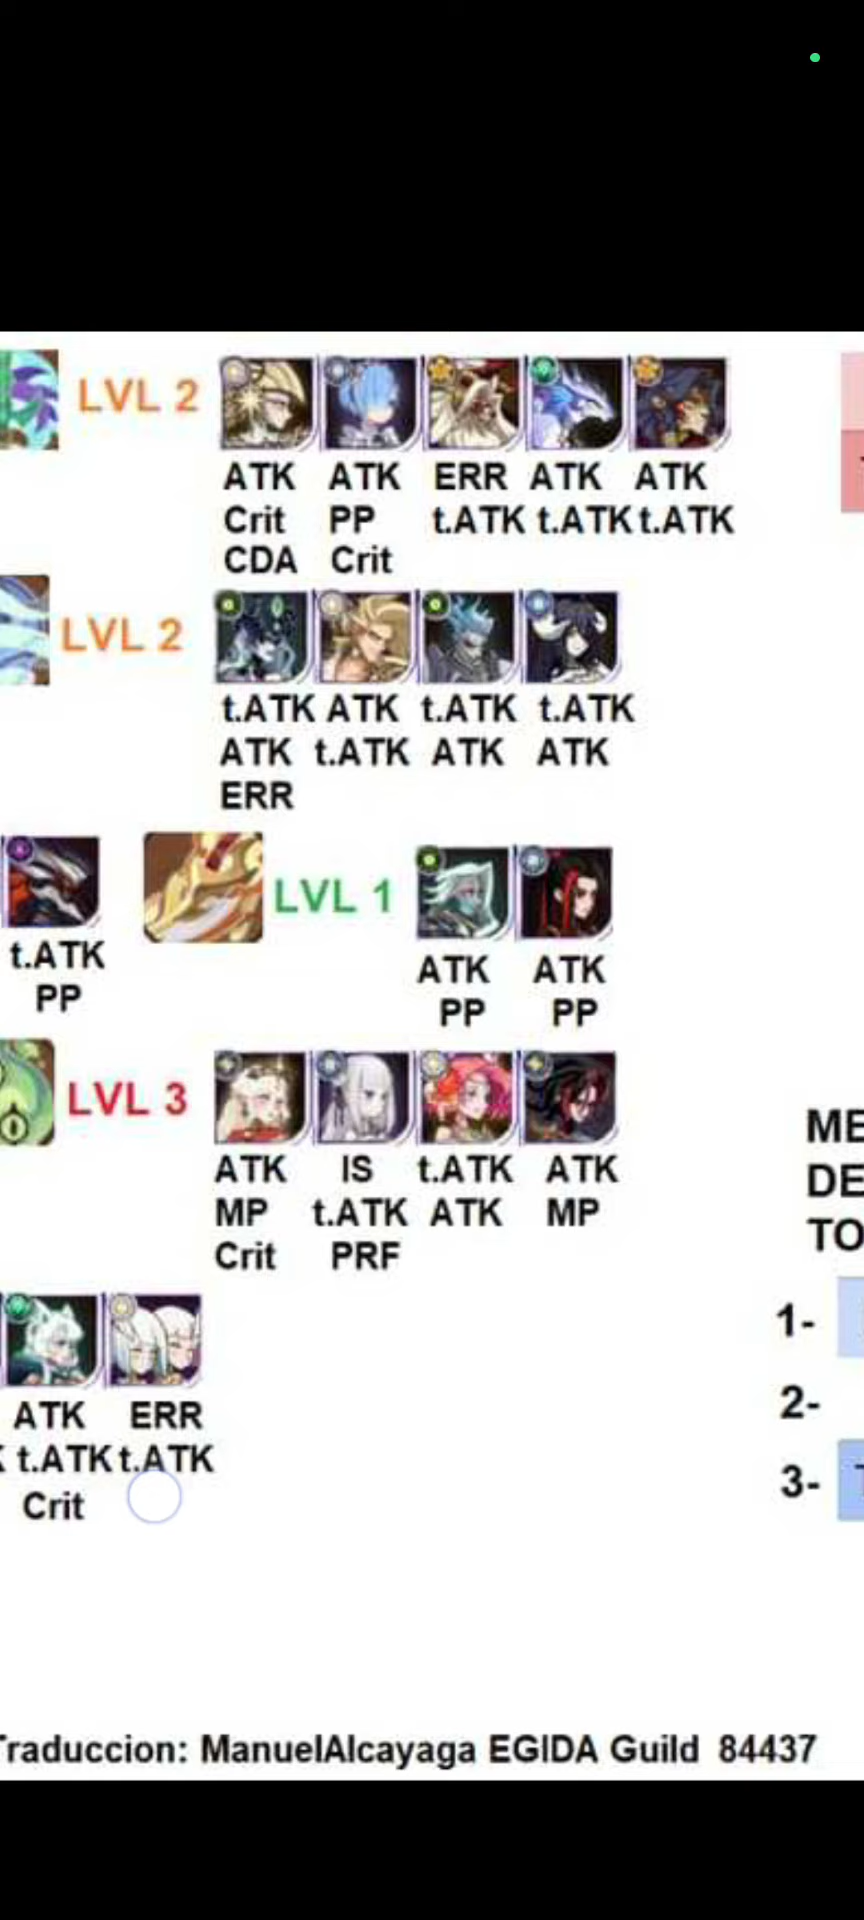 LVL 2
ATK ATK ERR ATK ATK
Crit PP t.ATK t.ATK t.ATK
CDA Crit
LVL 2
t.ATK ATK t.ATK t.ATK
ATK t.ATK ATK ATK
ERR
LVL 1
t.ATK
PP
ATK ATK
PP PP
LVL 3
ATK IS t.ATK ATK
MP t.ATK ATK MP
Crit PRF
ME
DE
TO
1-
2-
3-
ATK ERR
t.ATK t.ATK
Crit
Traduccion: ManuelAlcayaga EGIDA Guild 84437